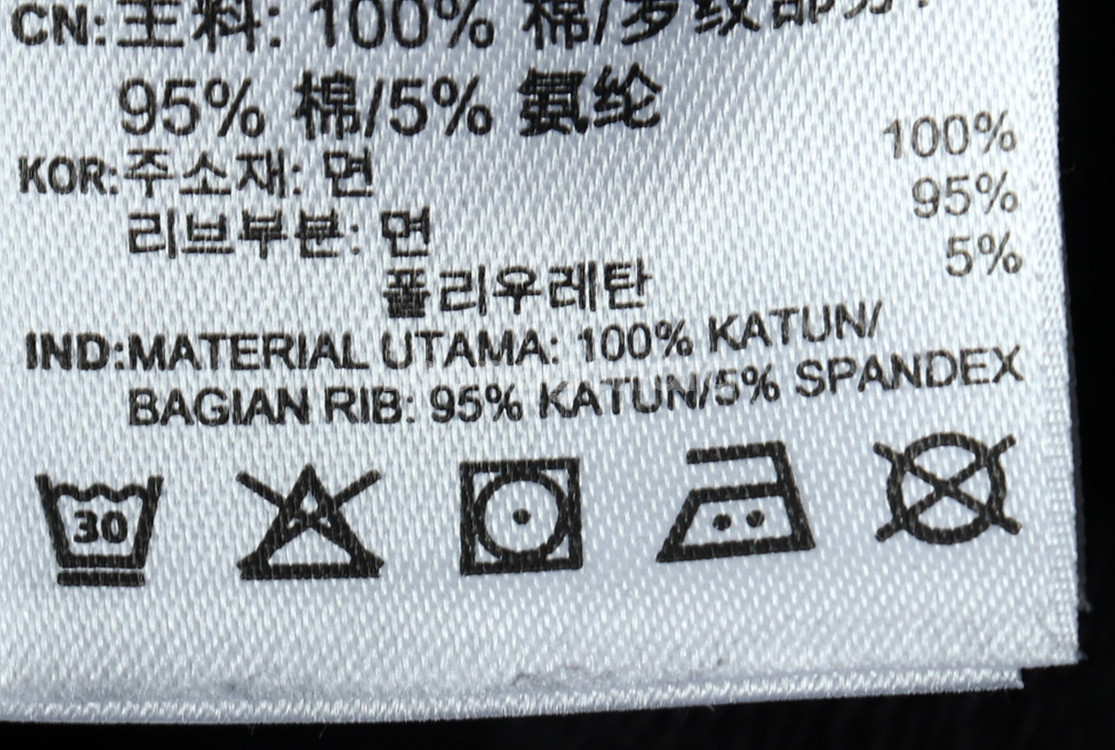 CN: 主料: 100% 棉/罗纹部分:
95% 棉/5% 氨纶
KOR: 주소재: 면 100%
리브부분: 면 95%
폴리우레탄 5%
IND: MATERIAL UTAMA: 100% KATUN/
BAGIAN RIB: 95% KATUN/5% SPANDEX
30